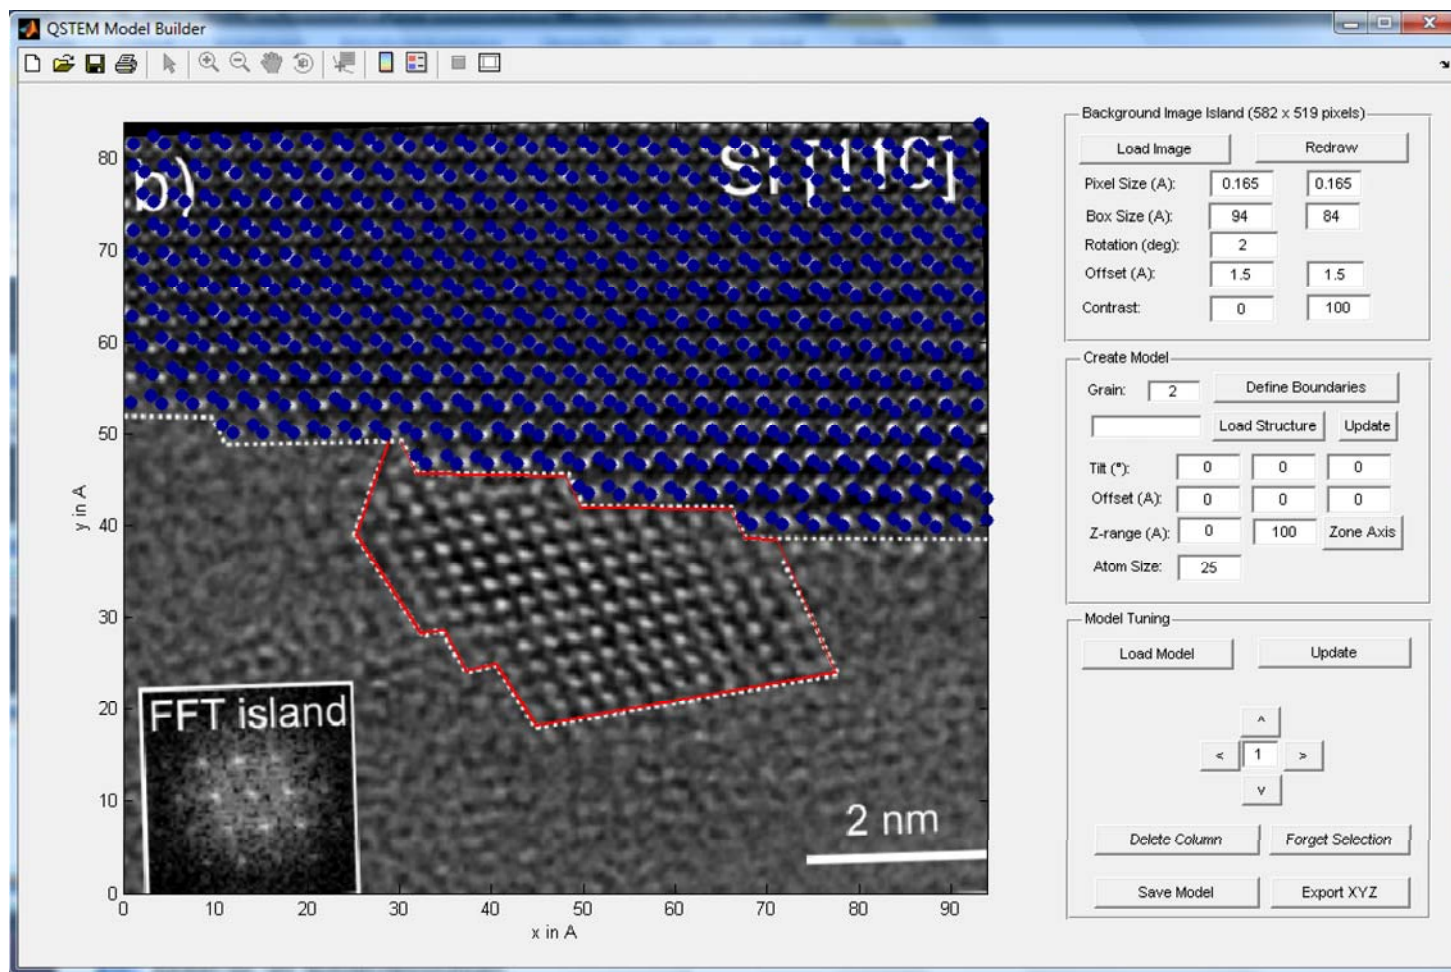 QSTEM Model Builder
b)
Si[110]
80
70
60
50
40
30
20
10
0
y in A
FFT island
2 nm
0 10 20 30 40 50 60 70 80 90
x in A
Background Image Island (582 x 519 pixels)
Load Image Redraw
Pixel Size (A): 0.165 0.165
Box Size (A): 94 84
Rotation (deg): 2
Offset (A): 1.5 1.5
Contrast: 0 100
Create Model
Grain: 2 Define Boundaries
Load Structure Update
Tilt (°): 0 0 0
Offset (A): 0 0 0
Z-range (A): 0 100 Zone Axis
Atom Size: 25
Model Tuning
Load Model Update
^
< 1 >
v
Delete Column Forget Selection
Save Model Export XYZ